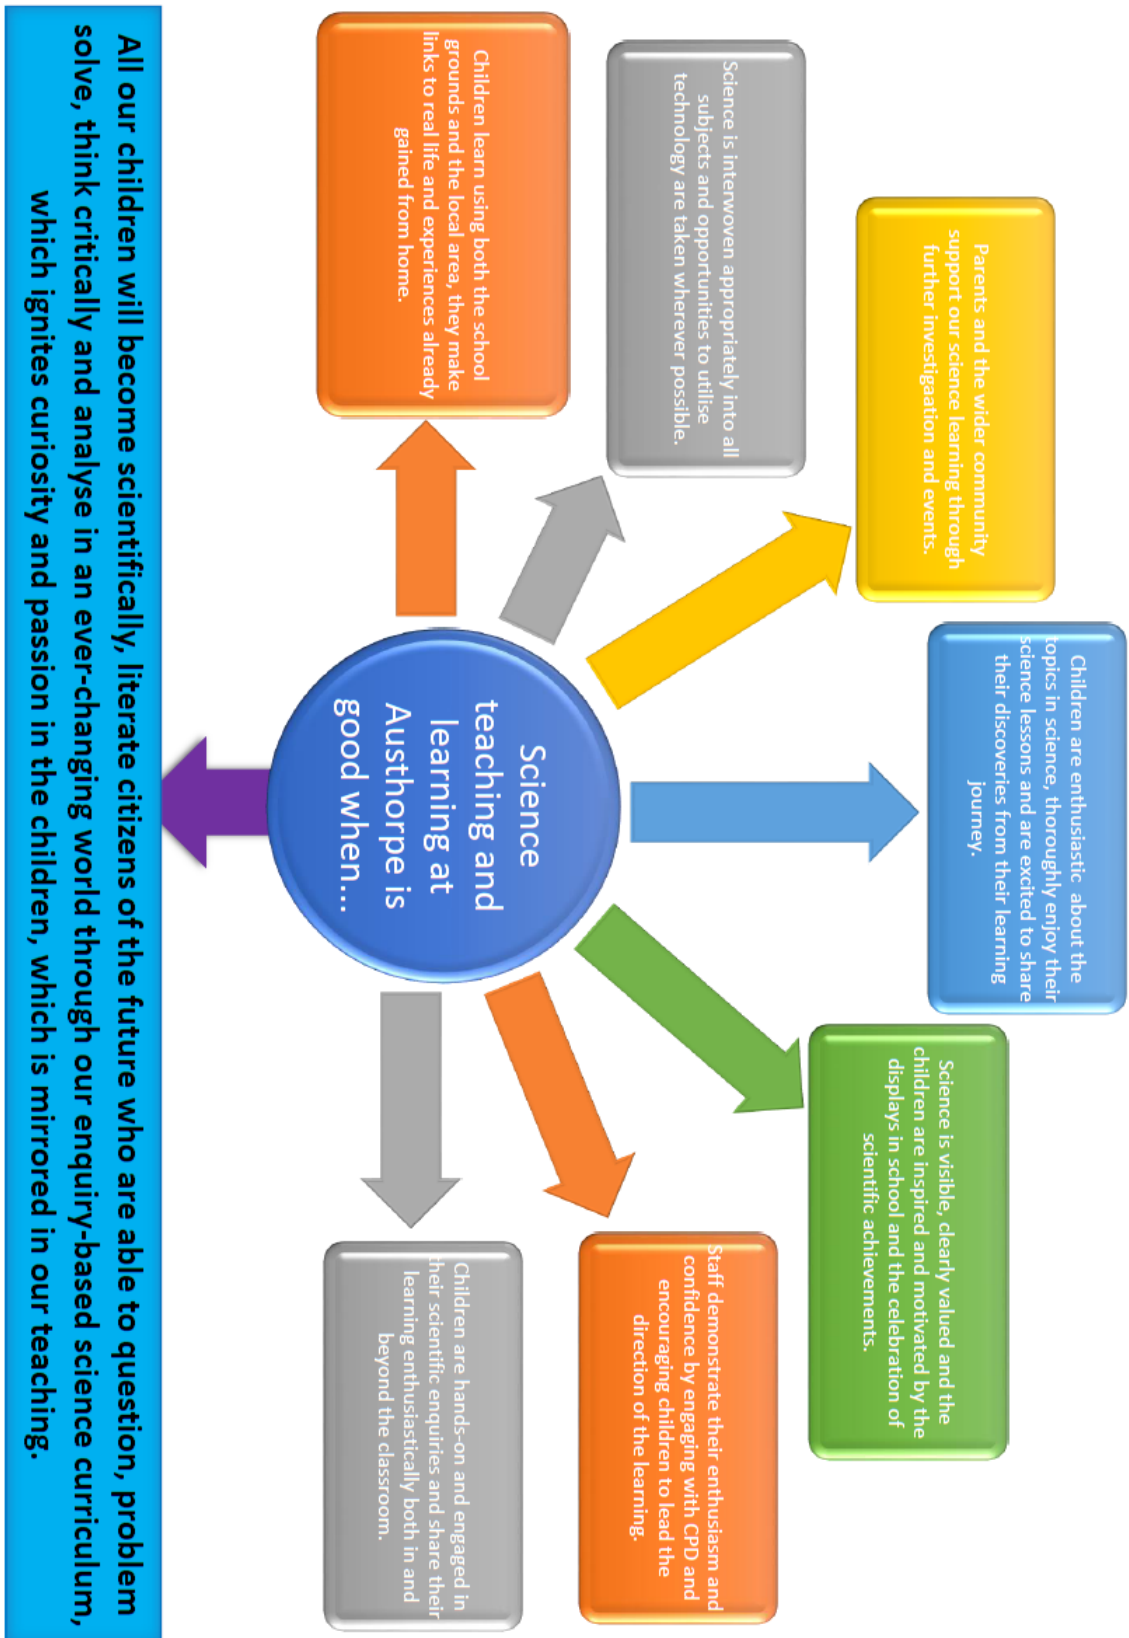 Children learn using both the school
grounds and the local area, they make
links to real life and experiences already
gained from home.
Science is interwoven appropriately into all
subjects and opportunities to utilise
technology are taken wherever possible.
Parents and the wider community
support our science learning through
further investigaation and events.
Children are enthusiastic about the
topics in science, thoroughly enjoy their
science lessons and are excited to share
their discoveries from their learning
journey.
Science is visible, clearly valued and the
children are inspired and motivated by the
displays in school and the celebration of
scientific achievements.
Staff demonstrate their enthusiasm and
confidence by engaging with CPD and
encouraging children to lead the
direction of the learning.
Children are hands-on and engaged in
their scientific enquiries and share their
learning enthusiastically both in and
beyond the classroom.
Science
teaching and
learning at
Austhorpe is
good when...
All our children will become scientifically, literate citizens of the future who are able to question, problem
solve, think critically and analyse in an ever-changing world through our enquiry-based science curriculum,
which ignites curiosity and passion in the children, which is mirrored in our teaching.